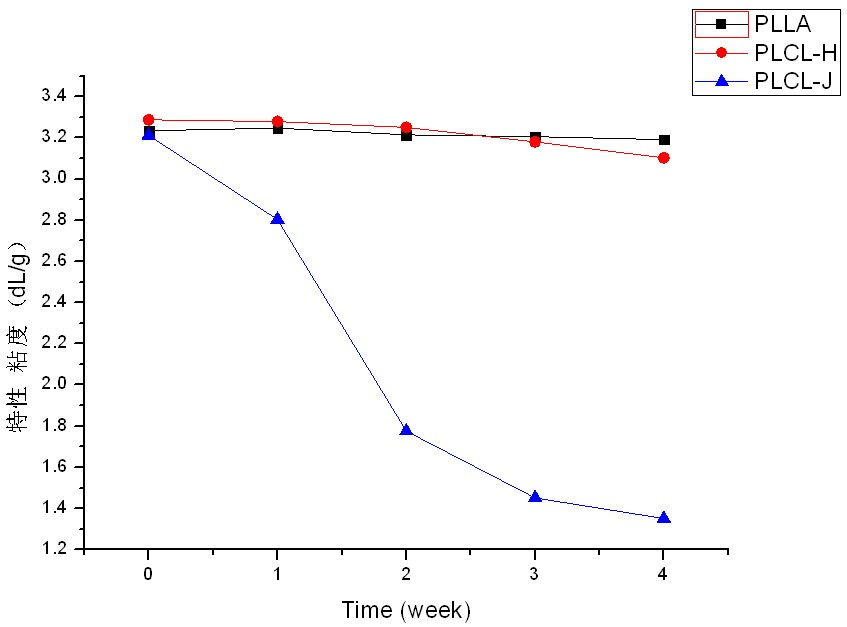 PLLA
PLCL-H
PLCL-J
3.4
3.2
3.0
2.8
2.6
2.4
2.2
2.0
1.8
1.6
1.4
1.2
特性 粘度（dL/g）
0 1 2 3 4
Time (week)